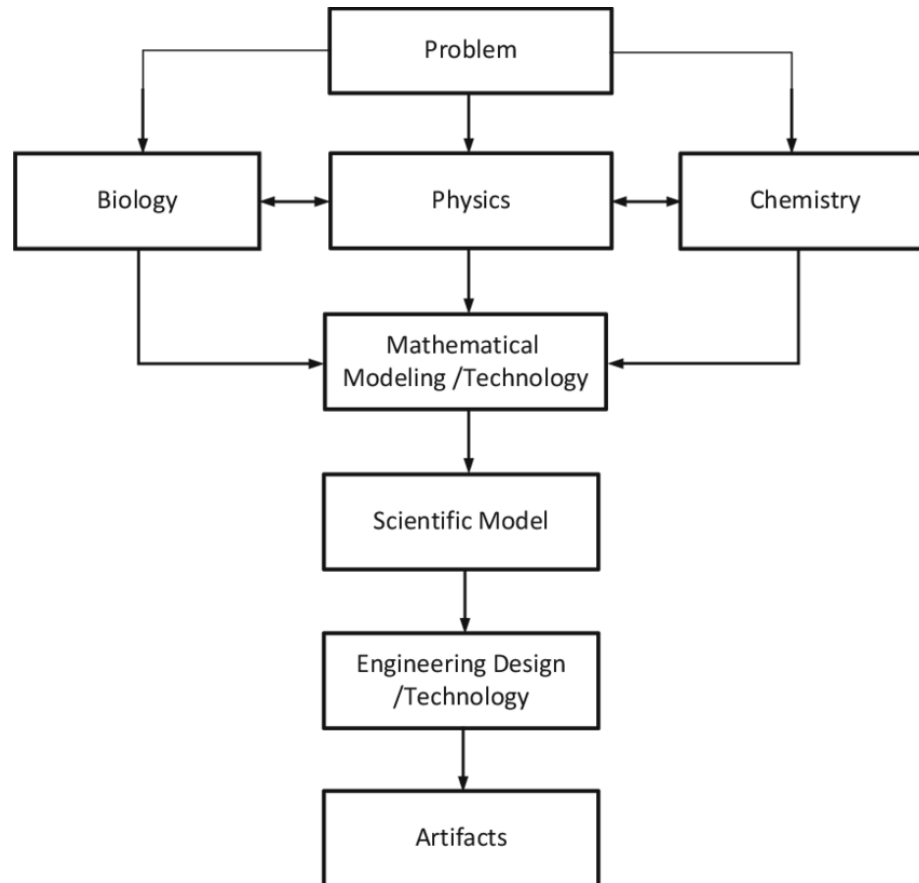 Problem
Biology
Physics
Chemistry
Mathematical
Modeling /Technology
Scientific Model
Engineering Design
/Technology
Artifacts